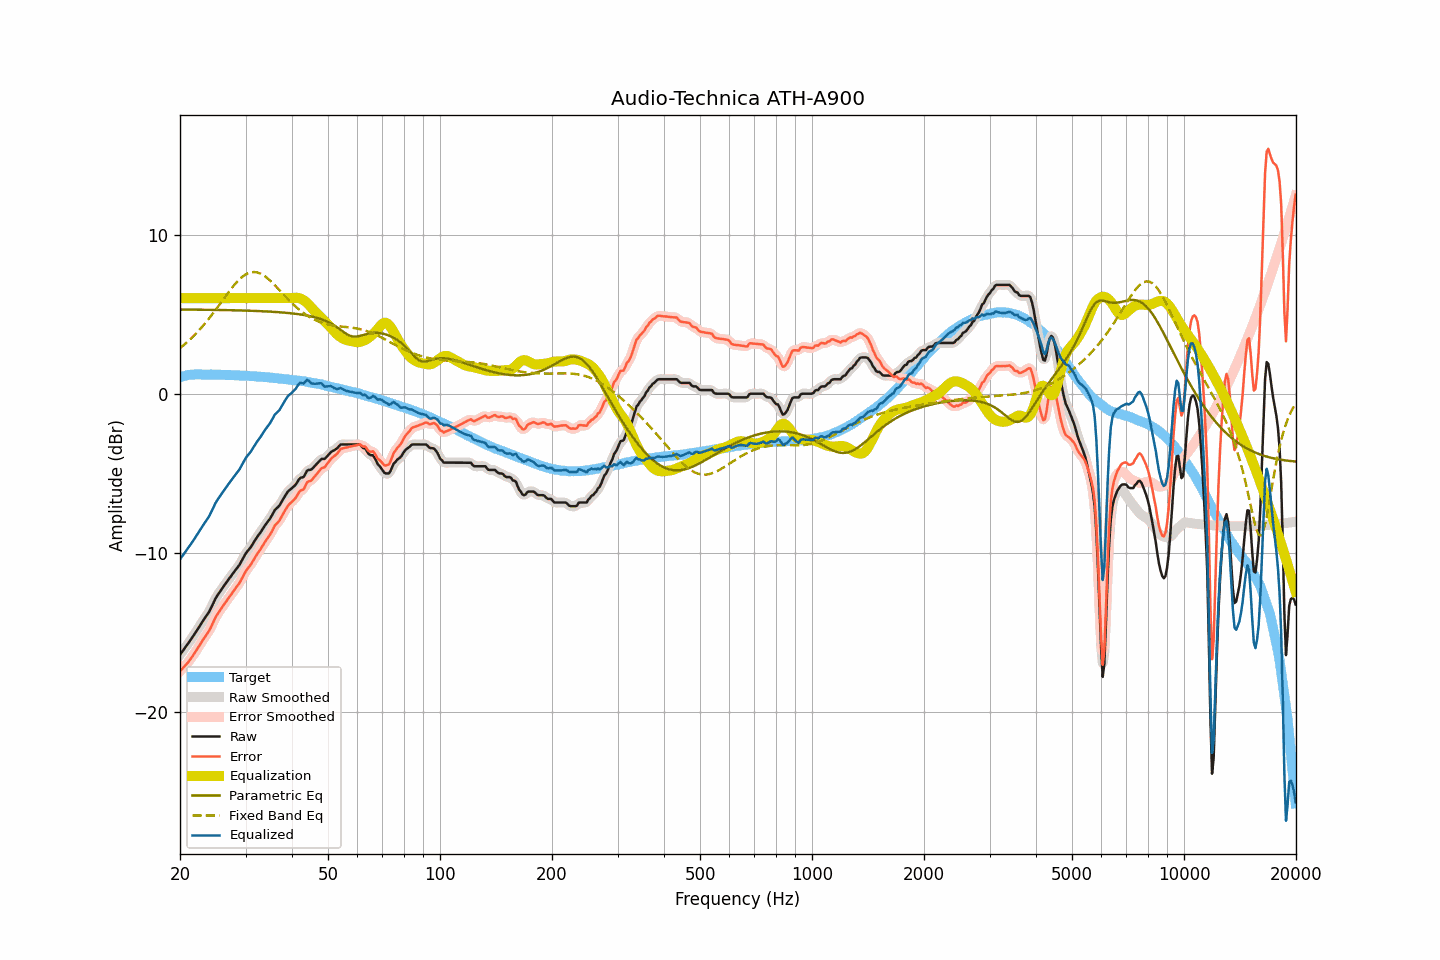 Audio-Technica ATH-A900
Amplitude (dBr)
10
0
−10
−20
Target
Raw Smoothed
Error Smoothed
Raw
Error
Equalization
Parametric Eq
Fixed Band Eq
Equalized
20 50 100 200 500 1000 2000 5000 10000 20000
Frequency (Hz)